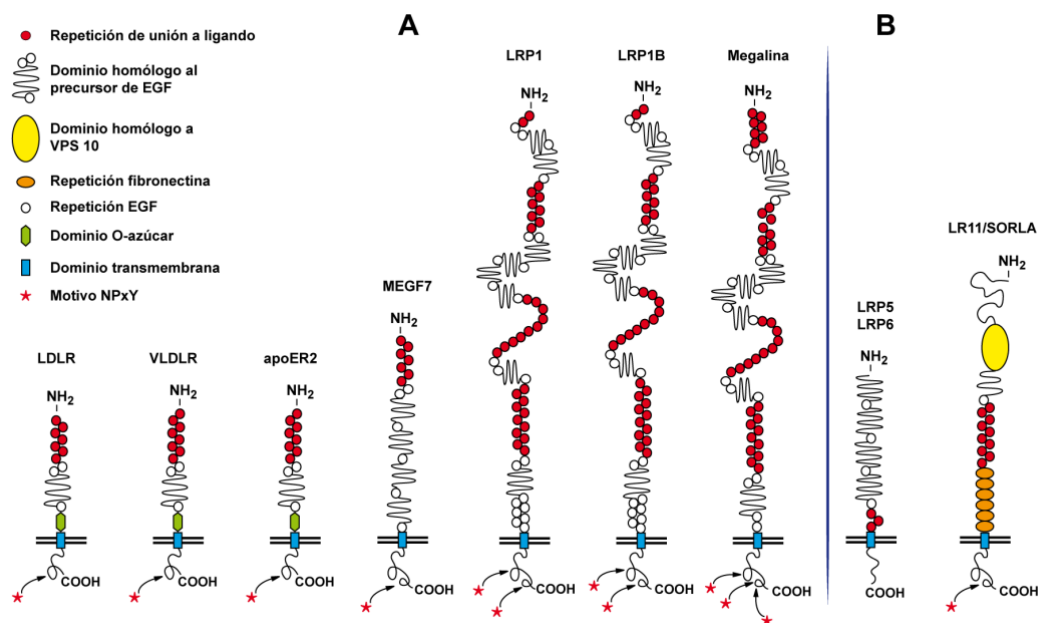 A
B
Repetición de unión a ligando
Dominio homólogo al
precursor de EGF
Dominio homólogo a
VPS 10
Repetición fibronectina
Repetición EGF
Dominio O-azúcar
Dominio transmembrana
Motivo NPxY
LDLR
NH2
COOH
VLDLR
NH2
COOH
apoER2
NH2
COOH
MEGF7
NH2
COOH
LRP1
NH2
COOH
LRP1B
NH2
COOH
Megalina
NH2
COOH
LRP5
LRP6
NH2
COOH
LR11/SORLA
NH2
COOH